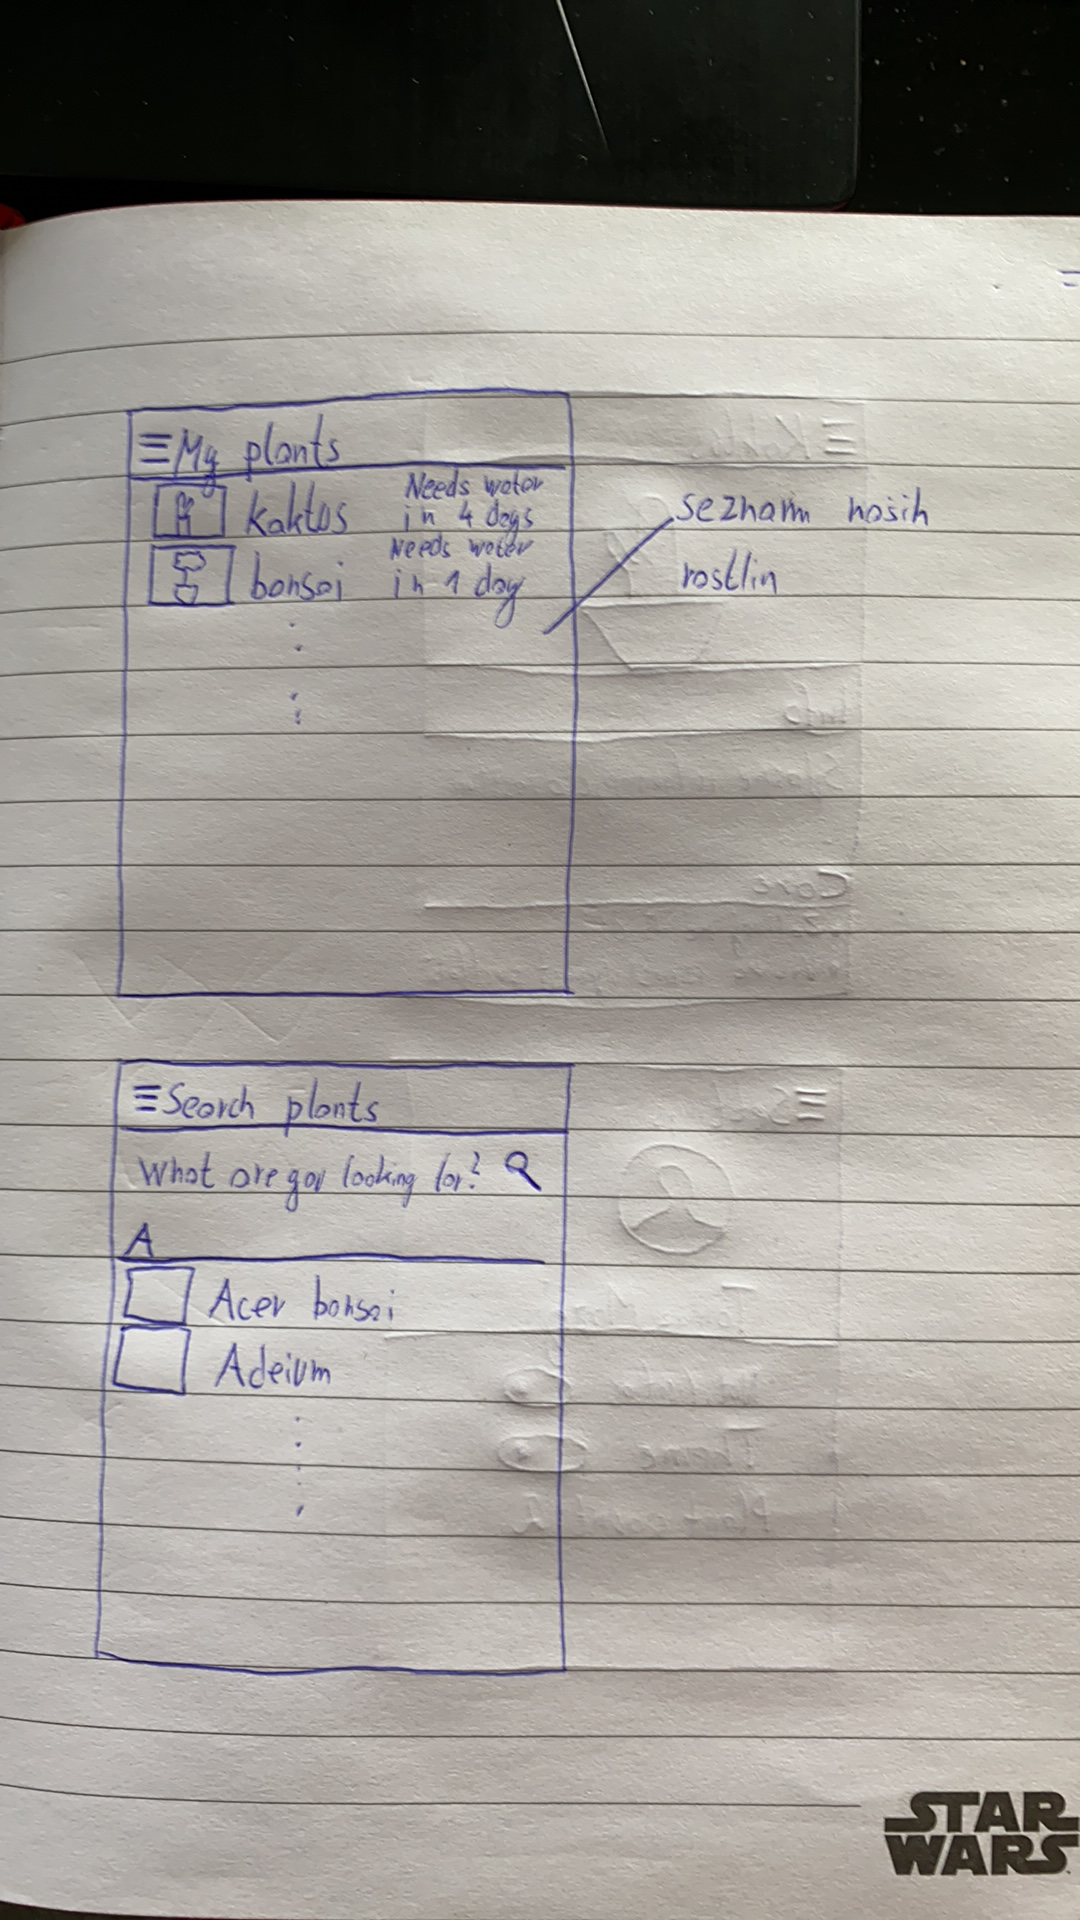 My plants
kaktus
Needs water
in 4 days
bonsai
Needs water
in 1 day
seznam naših
rostlin
Search plants
What are you looking for?
A
Acer bonsai
Adeium
STAR
WARS